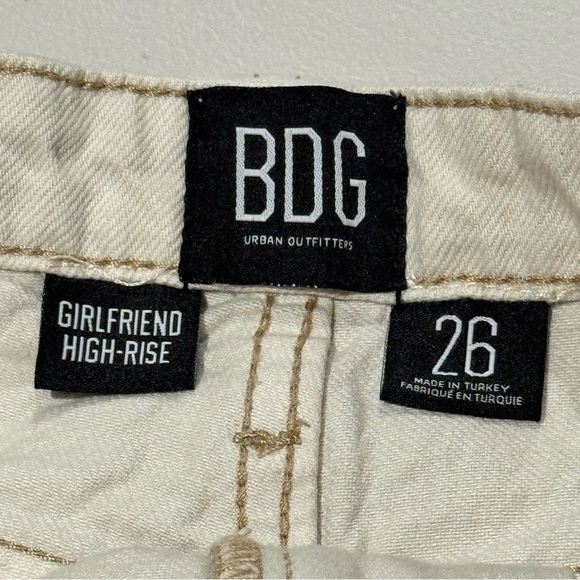 BDG
URBAN OUTFITTERS
GIRLFRIEND
HIGH-RISE
26
MADE IN TURKEY
FABRIQUÉ EN TURQUIE